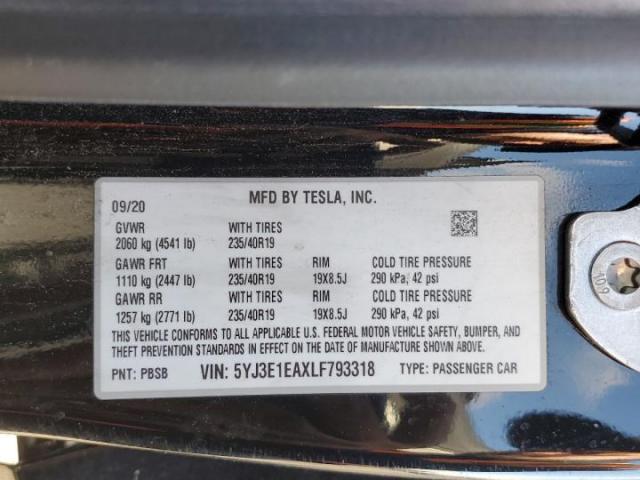 09/20 MFD BY TESLA, INC.
GVWR WITH TIRES
2060 kg (4541 lb) 235/40R19
GAWR FRT WITH TIRES RIM COLD TIRE PRESSURE
1110 kg (2447 lb) 235/40R19 19X8.5J 290 kPa, 42 psi
GAWR RR WITH TIRES RIM COLD TIRE PRESSURE
1257 kg (2771 lb) 235/40R19 19X8.5J 290 kPa, 42 psi
THIS VEHICLE CONFORMS TO ALL APPLICABLE U.S. FEDERAL MOTOR VEHICLE SAFETY, BUMPER, AND
THEFT PREVENTION STANDARDS IN EFFECT ON THE DATE OF MANUFACTURE SHOWN ABOVE.
PNT: PBSB VIN: 5YJ3E1EAXLF793318 TYPE: PASSENGER CAR
10.9